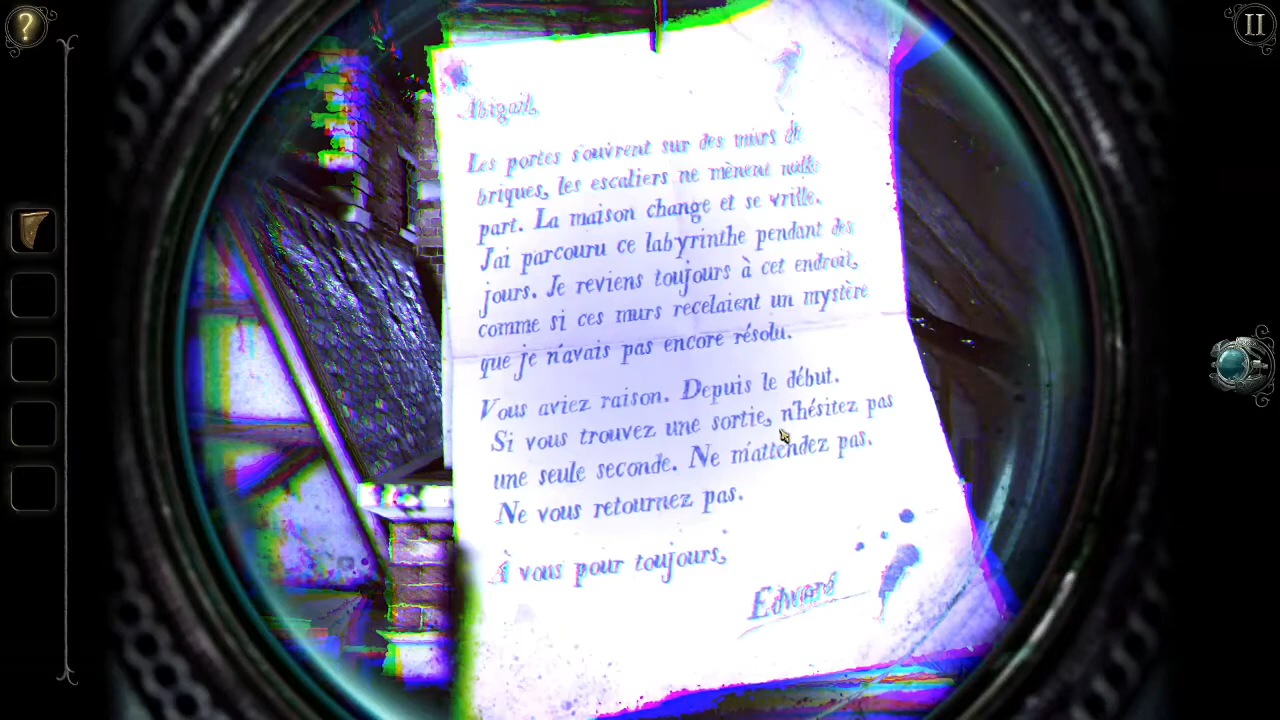 Abigail,
Les portes s'ouvrent sur des murs de
briques, les escaliers ne mènent nulle
part. La maison change et se vrille.
J'ai parcouru ce labyrinthe pendant des
jours. Je reviens toujours à cet endroit,
comme si ces murs recelaient un mystère
que je n'avais pas encore résolu.
Vous aviez raison. Depuis le début.
Si vous trouvez une sortie, n'hésitez pas
une seule seconde. Ne m'attendez pas.
Ne vous retournez pas.
À vous pour toujours,
Edward